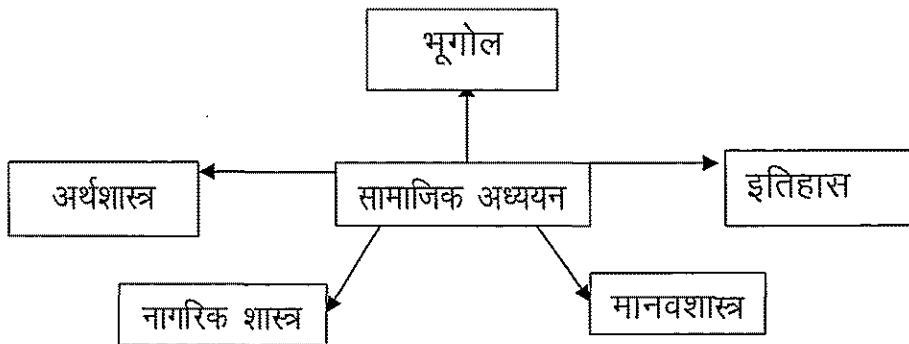 भूगोल
अर्थशास्त्र
सामाजिक अध्ययन
इतिहास
नागरिक शास्त्र
मानवशास्त्र